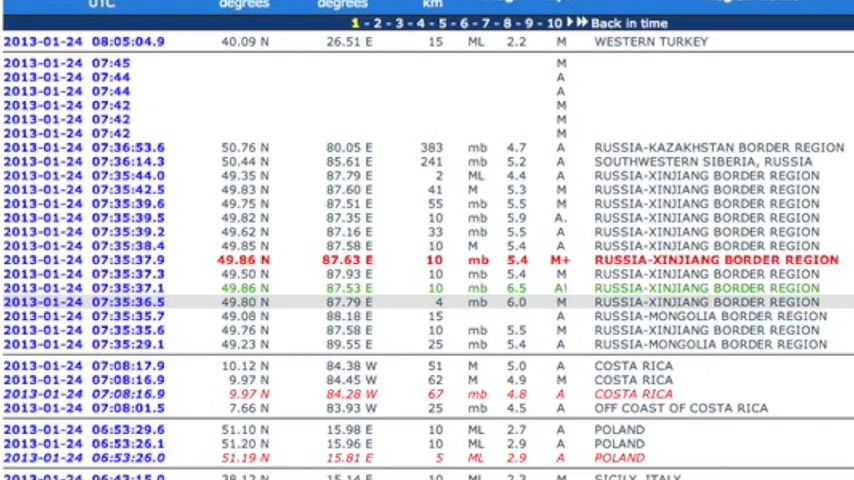 UTC degrees degrees km
1 - 2 - 3 - 4 - 5 - 6 - 7 - 8 - 9 - 10 Back in time
2013-01-24 08:05:04.9 40.09 N 26.51 E 15 ML 2.2 M WESTERN TURKEY
2013-01-24 07:45 M
2013-01-24 07:44 A
2013-01-24 07:44 A
2013-01-24 07:42 M
2013-01-24 07:42 M
2013-01-24 07:42 M
2013-01-24 07:36:53.6 50.76 N 80.05 E 383 mb 4.7 A RUSSIA-KAZAKHSTAN BORDER REGION
2013-01-24 07:36:14.3 50.44 N 85.61 E 241 mb 5.2 A SOUTHWESTERN SIBERIA, RUSSIA
2013-01-24 07:35:44.0 49.35 N 87.79 E 2 ML 4.4 A RUSSIA-XINJIANG BORDER REGION
2013-01-24 07:35:42.5 49.83 N 87.60 E 41 M 5.3 M RUSSIA-XINJIANG BORDER REGION
2013-01-24 07:35:39.6 49.75 N 87.51 E 55 mb 5.5 M RUSSIA-XINJIANG BORDER REGION
2013-01-24 07:35:39.5 49.82 N 87.35 E 10 mb 5.9 A. RUSSIA-XINJIANG BORDER REGION
2013-01-24 07:35:39.2 49.62 N 87.16 E 33 mb 5.5 A RUSSIA-XINJIANG BORDER REGION
2013-01-24 07:35:38.4 49.85 N 87.58 E 10 M 5.4 A RUSSIA-XINJIANG BORDER REGION
2013-01-24 07:35:37.9 49.86 N 87.63 E 10 mb 5.4 M+ RUSSIA-XINJIANG BORDER REGION
2013-01-24 07:35:37.3 49.50 N 87.93 E 10 mb 5.4 M RUSSIA-XINJIANG BORDER REGION
2013-01-24 07:35:37.1 49.86 N 87.53 E 10 mb 6.5 A! RUSSIA-XINJIANG BORDER REGION
2013-01-24 07:35:36.5 49.80 N 87.79 E 4 mb 6.0 M RUSSIA-XINJIANG BORDER REGION
2013-01-24 07:35:35.7 49.08 N 88.18 E 15 A RUSSIA-MONGOLIA BORDER REGION
2013-01-24 07:35:35.6 49.76 N 87.58 E 10 mb 5.5 M RUSSIA-XINJIANG BORDER REGION
2013-01-24 07:35:29.1 49.23 N 89.55 E 25 mb 5.4 A RUSSIA-MONGOLIA BORDER REGION
2013-01-24 07:08:17.9 10.12 N 84.38 W 51 M 5.0 A COSTA RICA
2013-01-24 07:08:16.9 9.97 N 84.45 W 62 M 4.9 M COSTA RICA
2013-01-24 07:08:16.9 9.97 N 84.28 W 67 mb 4.8 A COSTA RICA
2013-01-24 07:08:01.5 7.66 N 83.93 W 25 mb 4.5 A OFF COAST OF COSTA RICA
2013-01-24 06:53:29.6 51.10 N 15.98 E 10 ML 2.7 A POLAND
2013-01-24 06:53:26.1 51.20 N 15.96 E 10 ML 2.9 A POLAND
2013-01-24 06:53:26.0 51.19 N 15.81 E 5 ML 2.9 A POLAND
2013-01-24 06:43:15.0 38.12 N 15.14 E 10 ML 2.3 M SICILY, ITALY